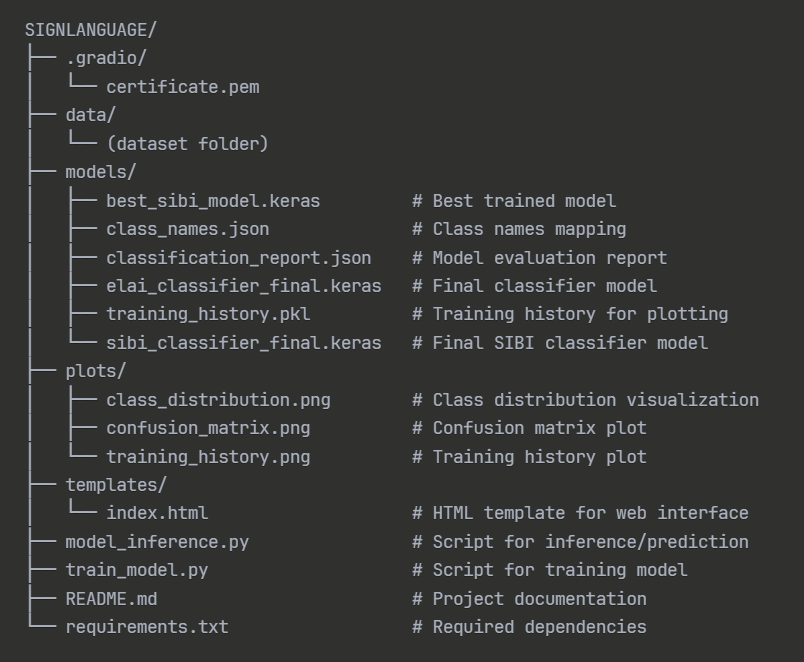 SIGNLANGUAGE/
├── .gradio/
│   └── certificate.pem
├── data/
│   └── (dataset folder)
├── models/
│   ├── best_sibi_model.keras         # Best trained model
│   ├── class_names.json              # Class names mapping
│   ├── classification_report.json    # Model evaluation report
│   ├── elai_classifier_final.keras   # Final classifier model
│   ├── training_history.pkl          # Training history for plotting
│   └── sibi_classifier_final.keras   # Final SIBI classifier model
├── plots/
│   ├── class_distribution.png        # Class distribution visualization
│   ├── confusion_matrix.png          # Confusion matrix plot
│   └── training_history.png          # Training history plot
├── templates/
│   └── index.html                    # HTML template for web interface
├── model_inference.py                # Script for inference/prediction
├── train_model.py                    # Script for training model
├── README.md                         # Project documentation
└── requirements.txt                  # Required dependencies